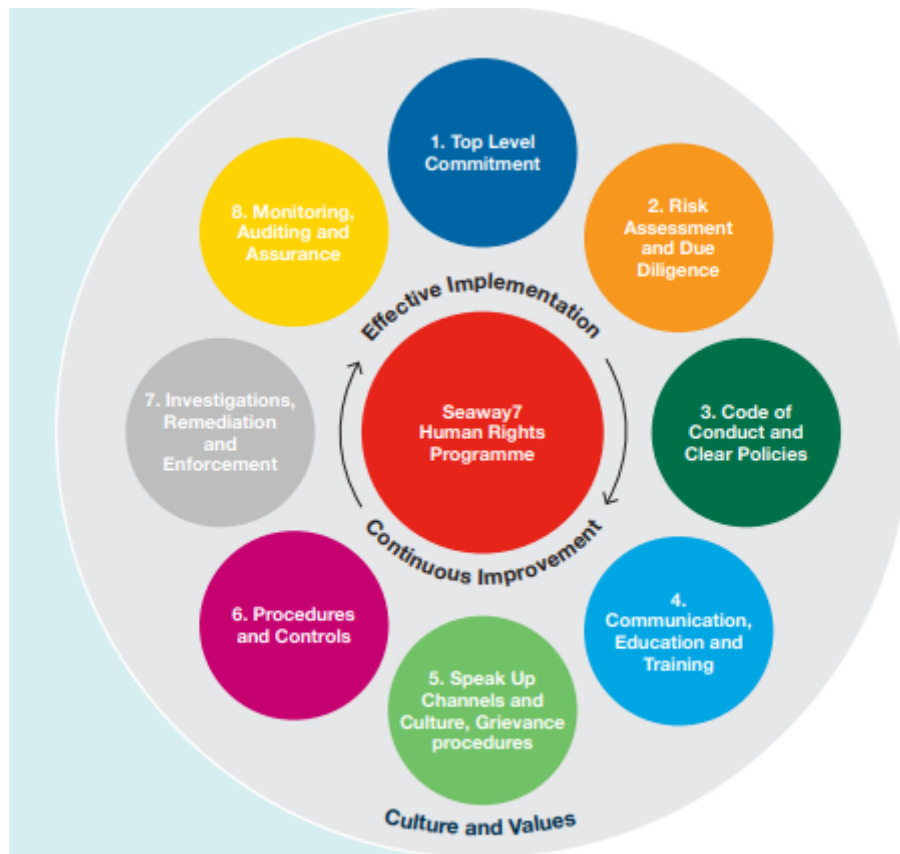 1. Top Level
Commitment
2. Risk
Assessment
and Due
Diligence
3. Code of
Conduct and
Clear Policies
4.
Communication,
Education and
Training
5. Speak Up
Channels and
Culture, Grievance
procedures
6. Procedures
and Controls
7. Investigations,
Remediation
and
Enforcement
8. Monitoring,
Auditing and
Assurance
Effective Implementation
Seaway7
Human Rights
Programme
Continuous Improvement
Culture and Values